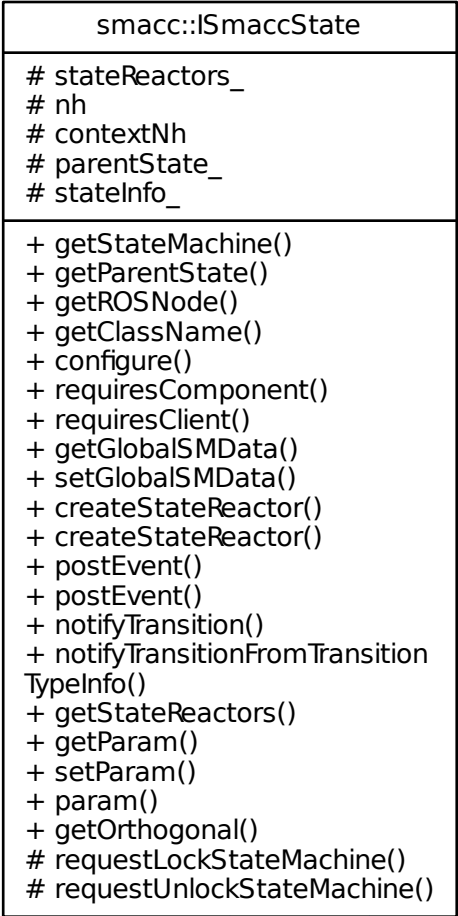 smacc::ISmaccState
# stateReactors_
# nh
# contextNh
# parentState_
# stateInfo_
+ getStateMachine()
+ getParentState()
+ getROSNode()
+ getClassName()
+ configure()
+ requiresComponent()
+ requiresClient()
+ getGlobalSMData()
+ setGlobalSMData()
+ createStateReactor()
+ createStateReactor()
+ postEvent()
+ postEvent()
+ notifyTransition()
+ notifyTransitionFromTransition
TypeInfo()
+ getStateReactors()
+ getParam()
+ setParam()
+ param()
+ getOrthogonal()
# requestLockStateMachine()
# requestUnlockStateMachine()